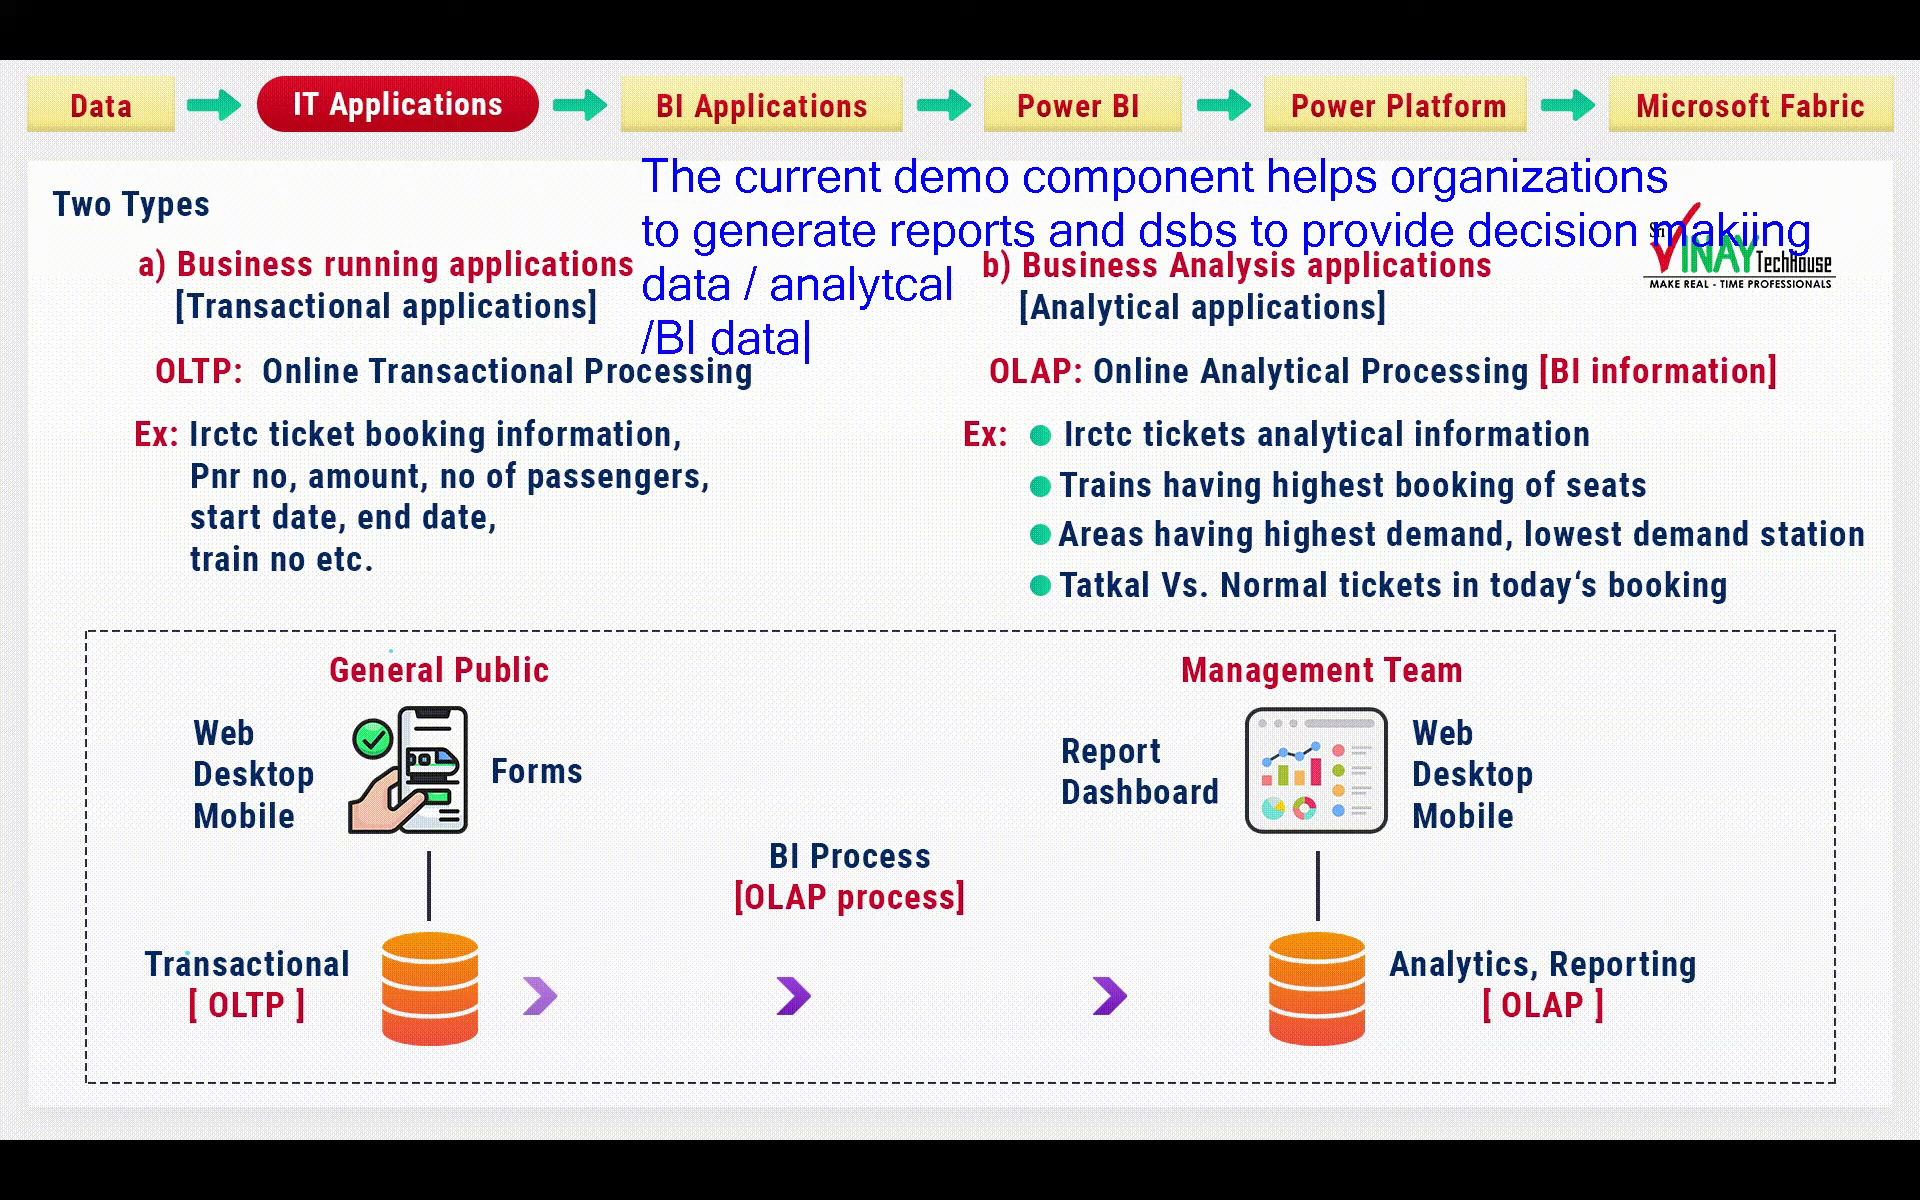 Data
IT Applications
BI Applications
Power BI
Power Platform
Microsoft Fabric
The current demo component helps organizations
to generate reports and dsbs to provide decision makiing
data / analytcal
/BI data
Two Types
a) Business running applications
[Transactional applications]
OLTP: Online Transactional Processing
Ex: Irctc ticket booking information,
Pnr no, amount, no of passengers,
start date, end date,
train no etc.
b) Business Analysis applications
[Analytical applications]
OLAP: Online Analytical Processing [BI information]
Ex: Irctc tickets analytical information
Trains having highest booking of seats
Areas having highest demand, lowest demand station
Tatkal Vs. Normal tickets in today‘s booking
Sri
VINAY TechHouse
MAKE REAL - TIME PROFESSIONALS
General Public
Web
Desktop
Mobile
Forms
Transactional
[ OLTP ]
BI Process
[OLAP process]
Management Team
Report
Dashboard
Web
Desktop
Mobile
Analytics, Reporting
[ OLAP ]